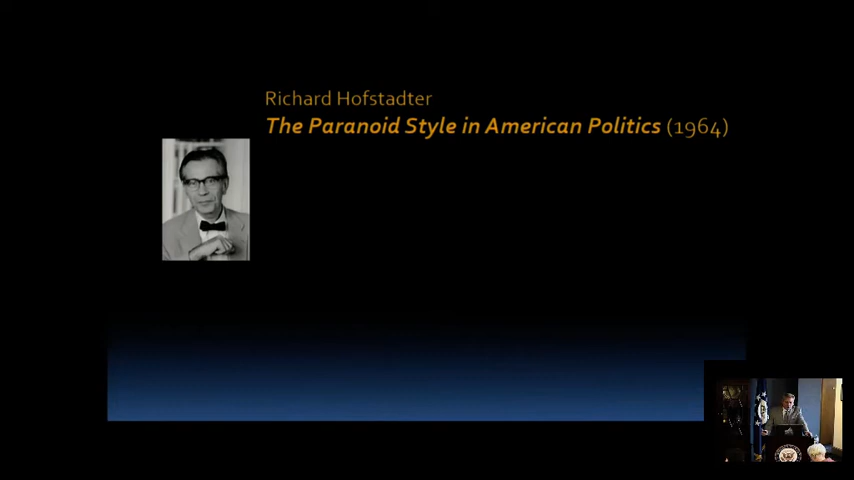 Richard Hofstadter
The Paranoid Style in American Politics (1964)